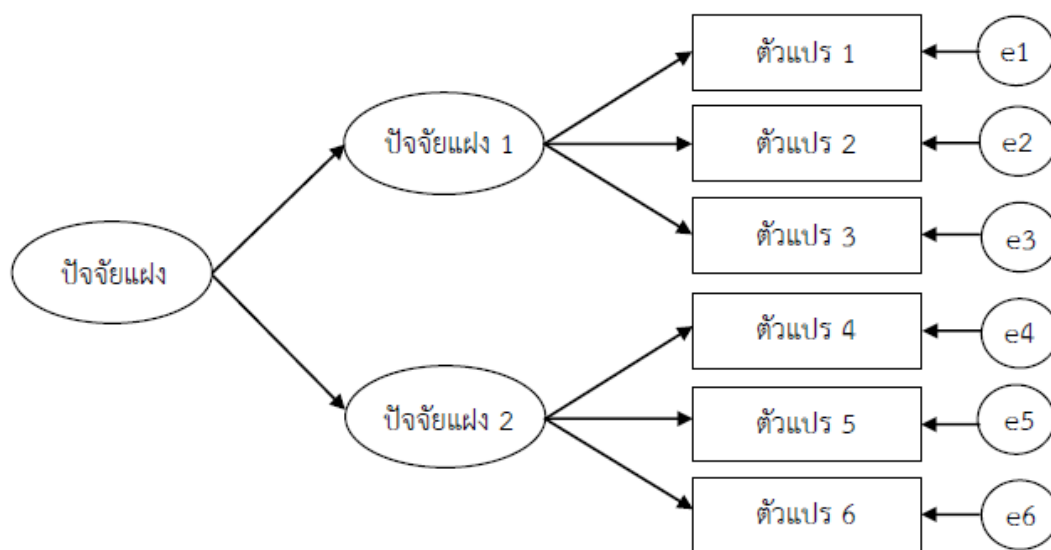 ตัวแปร 1
e1
ปัจจัยแฝง 1
ตัวแปร 2
e2
ตัวแปร 3
e3
ปัจจัยแฝง
ตัวแปร 4
e4
ปัจจัยแฝง 2
ตัวแปร 5
e5
ตัวแปร 6
e6